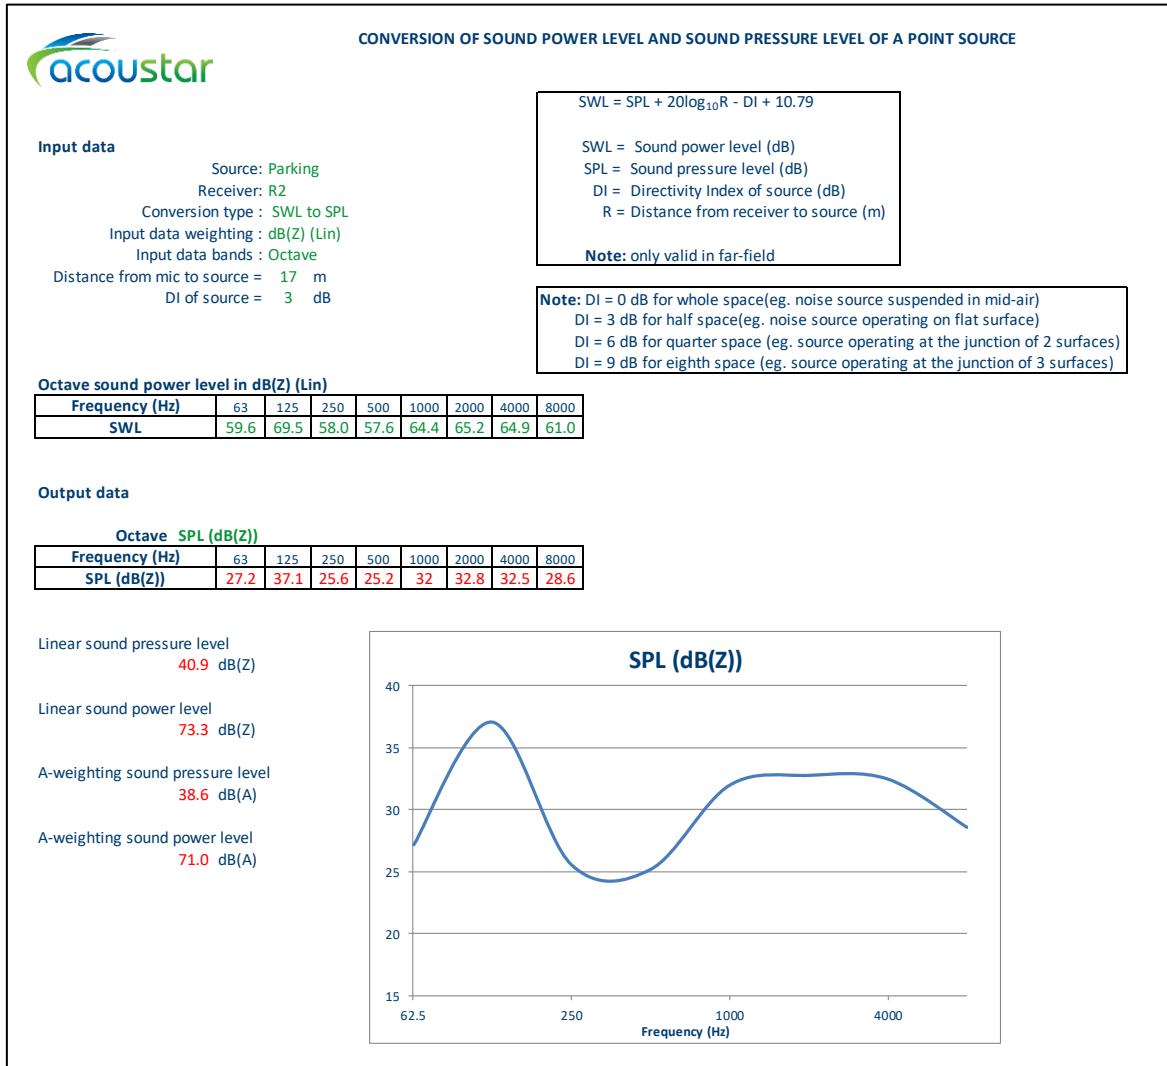 CONVERSION OF SOUND POWER LEVEL AND SOUND PRESSURE LEVEL OF A POINT SOURCE
acoustar
SWL = SPL + 20log₁₀R - DI + 10.79
SWL = Sound power level (dB)
SPL = Sound pressure level (dB)
DI = Directivity Index of source (dB)
R = Distance from receiver to source (m)
Note: only valid in far-field
Input data
Source: Parking
Receiver: R2
Conversion type : SWL to SPL
Input data weighting : dB(Z) (Lin)
Input data bands : Octave
Distance from mic to source = 17 m
DI of source = 3 dB
Note: DI = 0 dB for whole space(eg. noise source suspended in mid-air)
DI = 3 dB for half space(eg. noise source operating on flat surface)
DI = 6 dB for quarter space (eg. source operating at the junction of 2 surfaces)
DI = 9 dB for eighth space (eg. source operating at the junction of 3 surfaces)
Octave sound power level in dB(Z) (Lin)
Frequency (Hz) 63 125 250 500 1000 2000 4000 8000
SWL 59.6 69.5 58.0 57.6 64.4 65.2 64.9 61.0
Output data
Octave SPL (dB(Z))
Frequency (Hz) 63 125 250 500 1000 2000 4000 8000
SPL (dB(Z)) 27.2 37.1 25.6 25.2 32 32.8 32.5 28.6
Linear sound pressure level
40.9 dB(Z)
Linear sound power level
73.3 dB(Z)
A-weighting sound pressure level
38.6 dB(A)
A-weighting sound power level
71.0 dB(A)
SPL (dB(Z))
40
35
30
25
20
15
62.5 250 1000 4000
Frequency (Hz)